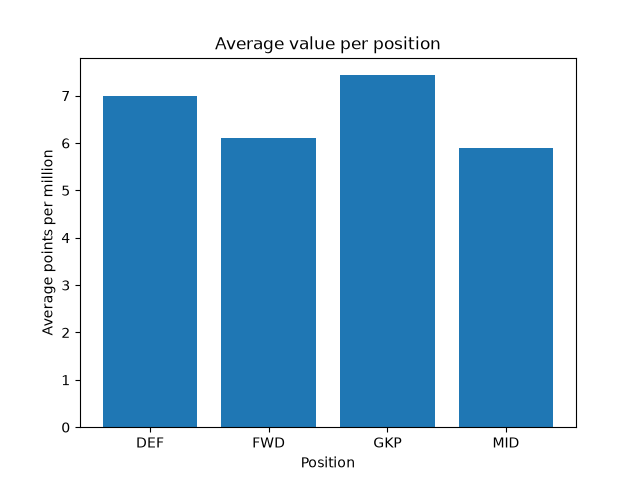 Average value per position
Average points per million
7
6
5
4
3
2
1
0
DEF FWD GKP MID
Position